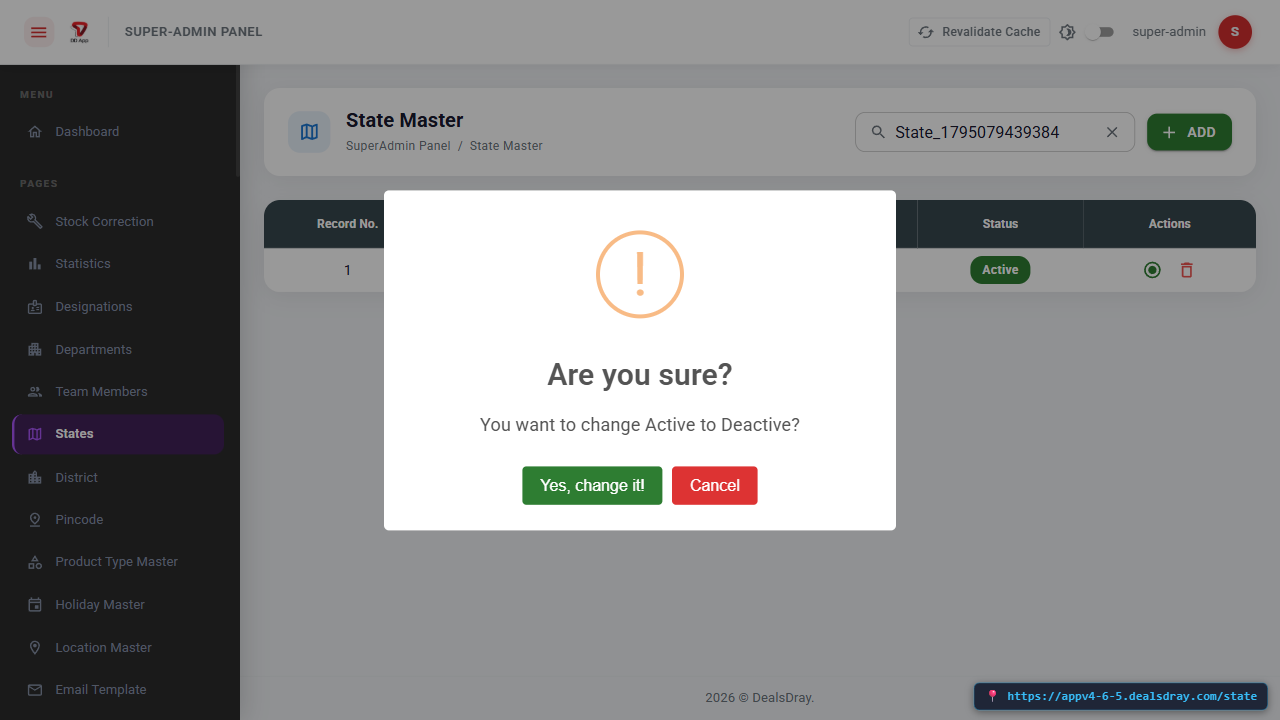 DD App
SUPER-ADMIN PANEL
Revalidate Cache
super-admin
S
MENU
Dashboard
PAGES
Stock Correction
Statistics
Designations
Departments
Team Members
States
District
Pincode
Product Type Master
Holiday Master
Location Master
Email Template
State Master
SuperAdmin Panel / State Master
State_1795079439384
ADD
Record No.
Status
Actions
1
Active
!
Are you sure?
You want to change Active to Deactive?
Yes, change it!
Cancel
2026 © DealsDray.
https://appv4-6-5.dealsdray.com/state